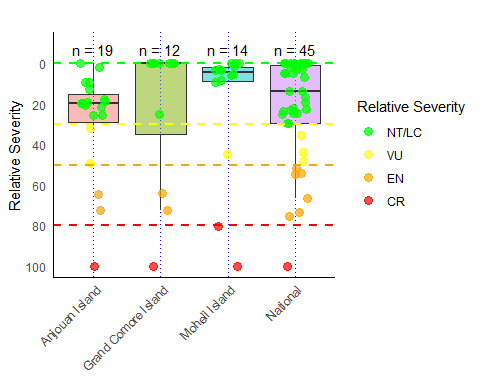 n = 19 n = 12 n = 14 n = 45
0
20
40
60
80
100
Relative Severity
Anjouan Island
Grand Comore Island
Moheli Island
National
Relative Severity
NT/LC
VU
EN
CR